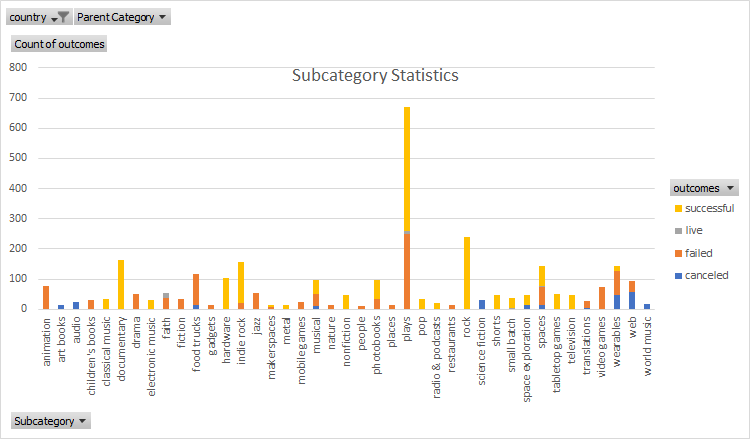 country Parent Category
Count of outcomes
Subcategory Statistics
800
700
600
500
400
300
200
100
0
animation
art books
audio
children's books
classical music
documentary
drama
electronic music
faith
fiction
food trucks
gadgets
hardware
indie rock
jazz
makerspaces
metal
mobile games
musical
nature
nonfiction
people
photobooks
places
plays
pop
radio & podcasts
restaurants
rock
science fiction
shorts
small batch
space exploration
spaces
tabletop games
television
translations
video games
wearables
web
world music
outcomes
successful
live
failed
canceled
Subcategory